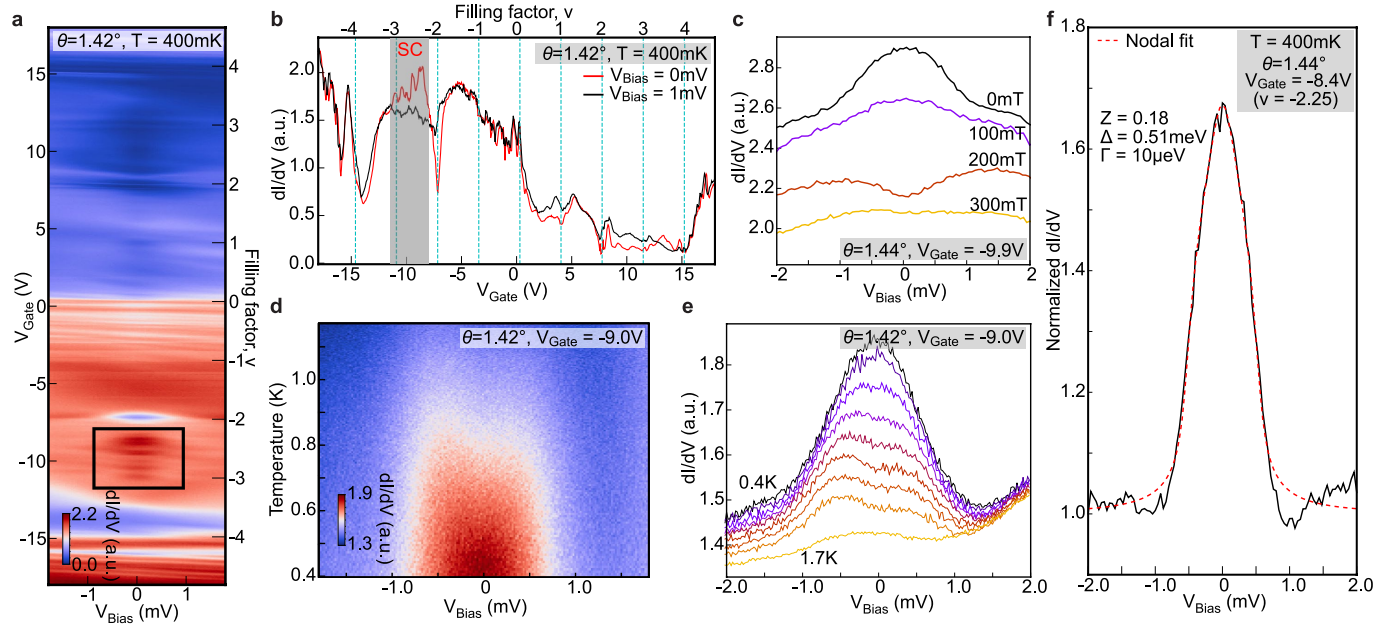 a
θ=1.42°, T = 400mK
15
10
5
0
-5
-10
-15
V_Gate (V)
4
3
2
1
0
-1
-2
-3
-4
Filling factor, ν
dI/dV (a.u.)
2.2
0.0
-1 0 1
V_Bias (mV)
b
Filling factor, ν
-4 -3 -2 -1 0 1 2 3 4
SC
θ=1.42°, T = 400mK
V_Bias = 0mV
V_Bias = 1mV
2.0
1.5
1.0
0.5
0.0
dI/dV (a.u.)
-15 -10 -5 0 5 10 15
V_Gate (V)
c
2.8
2.6
2.4
2.2
2.0
dI/dV (a.u.)
0mT
100mT
200mT
300mT
θ=1.44°, V_Gate = -9.9V
-2 -1 0 1 2
V_Bias (mV)
d
θ=1.42°, V_Gate = -9.0V
1.0
0.8
0.6
0.4
Temperature (K)
dI/dV (a.u.)
1.9
1.3
-1.0 0 1.0
V_Bias (mV)
e
θ=1.42°, V_Gate = -9.0V
1.8
1.7
1.6
1.5
1.4
dI/dV (a.u.)
0.4K
1.7K
-2.0 -1.0 0 1.0 2.0
V_Bias (mV)
f
Nodal fit
T = 400mK
θ=1.44°
V_Gate = -8.4V
(ν = -2.25)
Z = 0.18
Δ = 0.51meV
Γ = 10μeV
1.8
1.6
1.4
1.2
1.0
Normalized dI/dV
-2.0 -1.0 0 1.0 2.0
V_Bias (mV)